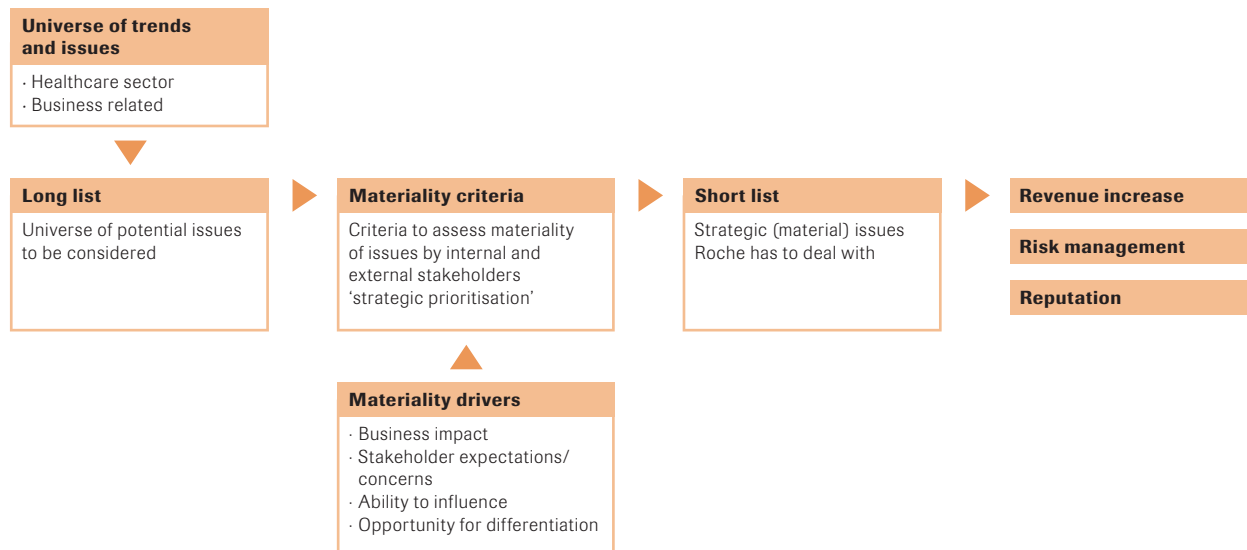 Universe of trends
and issues
· Healthcare sector
· Business related
Long list
Universe of potential issues
to be considered
Materiality criteria
Criteria to assess materiality
of issues by internal and
external stakeholders
‘strategic prioritisation’
Short list
Strategic (material) issues
Roche has to deal with
Revenue increase
Risk management
Reputation
Materiality drivers
· Business impact
· Stakeholder expectations/
concerns
· Ability to influence
· Opportunity for differentiation